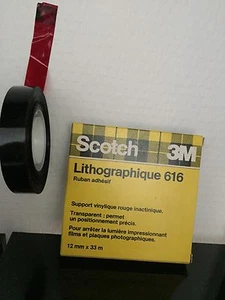 Scotch 3M
Lithographique 616
Ruban adhésif
Support vinylique rouge inactinique.
Transparent : permet
un positionnement précis.
Pour arrêter la lumière impressionnant
films et plaques photographiques.
12 mm x 33 m